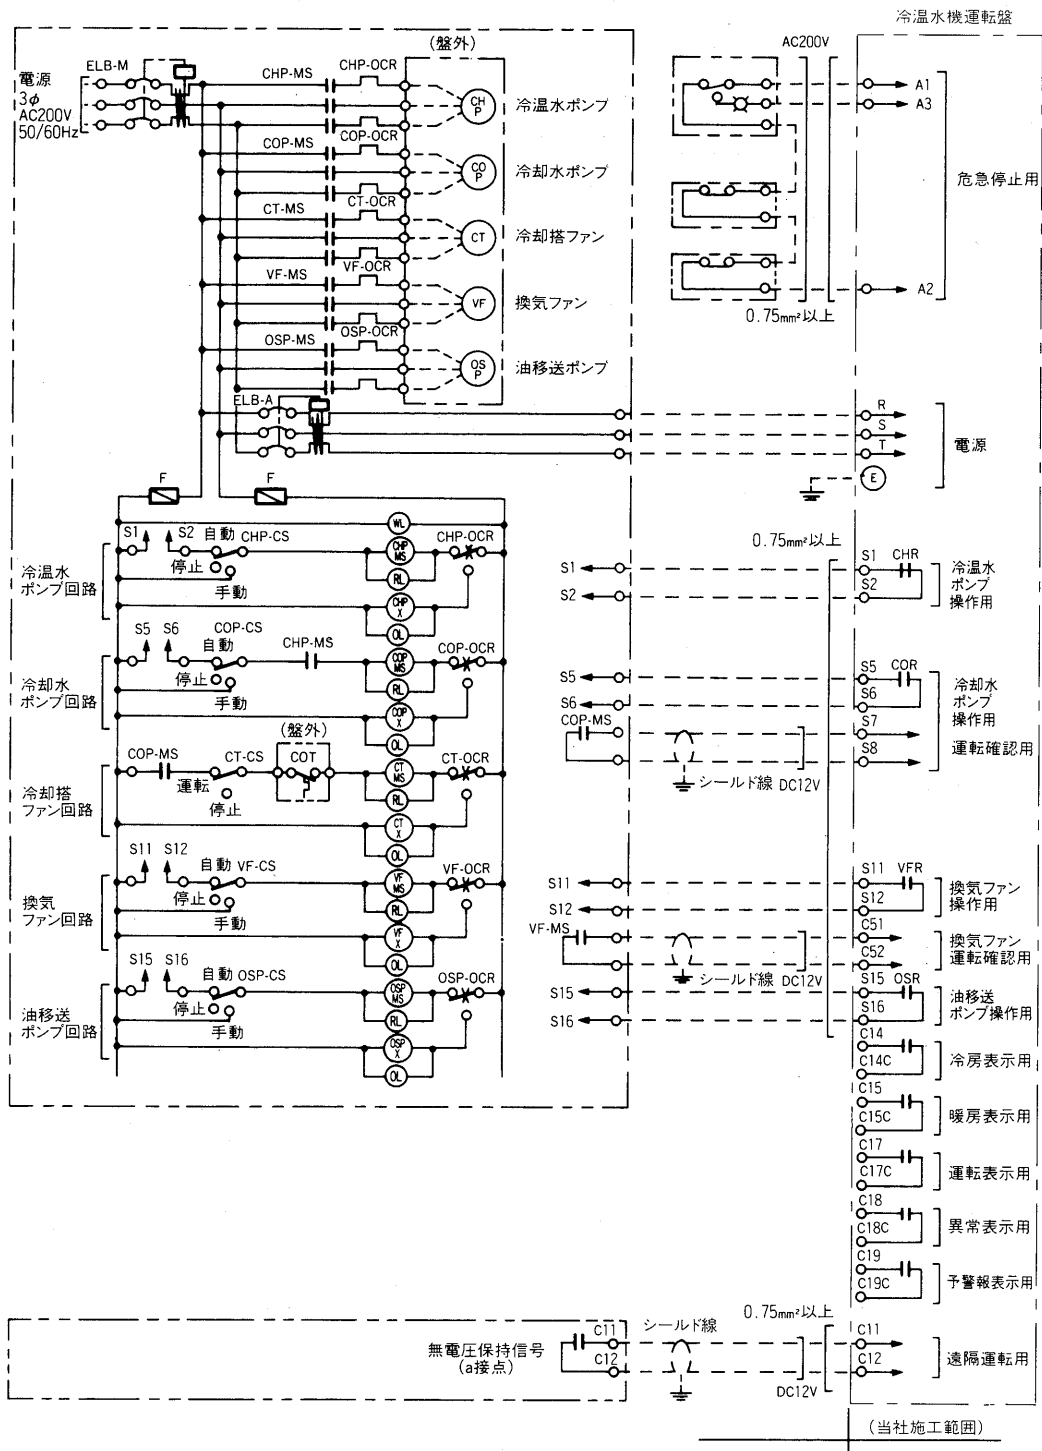 冷温水機運転盤
(盤外)
AC200V
電源
3φ
AC200V
50/60Hz
ELB-M
CHP-MS
CHP-OCR
CH
P
冷温水ポンプ
COP-MS
COP-OCR
CO
P
冷却水ポンプ
CT-MS
CT-OCR
CT
冷却搭ファン
VF-MS
VF-OCR
VF
換気ファン
OSP-MS
OSP-OCR
OS
P
油移送ポンプ
A1
A3
危急停止用
A2
0.75mm²以上
ELB-A
R
S
T
電源
E
F
F
WL
冷温水
ポンプ回路
S1
S2
自動
CHP-CS
停止
手動
CHP
MS
RL
CHP
X
OL
CHP-OCR
0.75mm²以上
S1
S2
S1
CHR
S2
冷温水
ポンプ
操作用
冷却水
ポンプ回路
S5
S6
COP-CS
自動
停止
手動
CHP-MS
COP
MS
RL
COP
X
OL
COP-OCR
S5
S6
COP-MS
シールド線
DC12V
S5
COR
S6
S7
S8
冷却水
ポンプ
操作用
運転確認用
冷却搭
ファン回路
COP-MS
CT-CS
運転
停止
(盤外)
COT
CT
MS
RL
CT
X
OL
CT-OCR
換気
ファン回路
S11
S12
自動
VF-CS
停止
手動
VF
MS
RL
VF
X
OL
VF-OCR
S11
S12
VF-MS
シールド線
DC12V
S11
VFR
S12
C51
C52
換気ファン
操作用
換気ファン
運転確認用
油移送
ポンプ回路
S15
S16
自動
OSP-CS
停止
手動
OSP
MS
RL
OSP
X
OL
OSP-OCR
S15
S16
S15
OSR
S16
油移送
ポンプ操作用
C14
C14C
冷房表示用
C15
C15C
暖房表示用
C17
C17C
運転表示用
C18
C18C
異常表示用
C19
C19C
予警報表示用
0.75mm²以上
無電圧保持信号
(a接点)
C11
C12
シールド線
DC12V
C11
C12
遠隔運転用
(当社施工範囲)